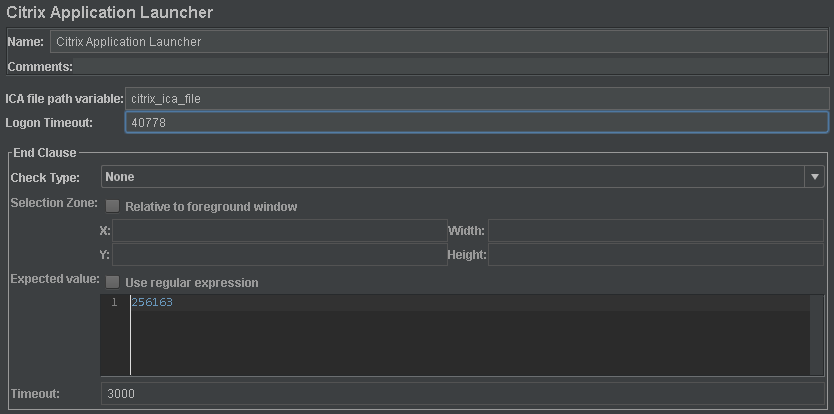 Citrix Application Launcher
Name: Citrix Application Launcher
Comments:
ICA file path variable: citrix_ica_file
Logon Timeout: 40778
End Clause
Check Type: None
Selection Zone: Relative to foreground window
X: Width:
Y: Height:
Expected value: Use regular expression
1 256163
Timeout: 3000